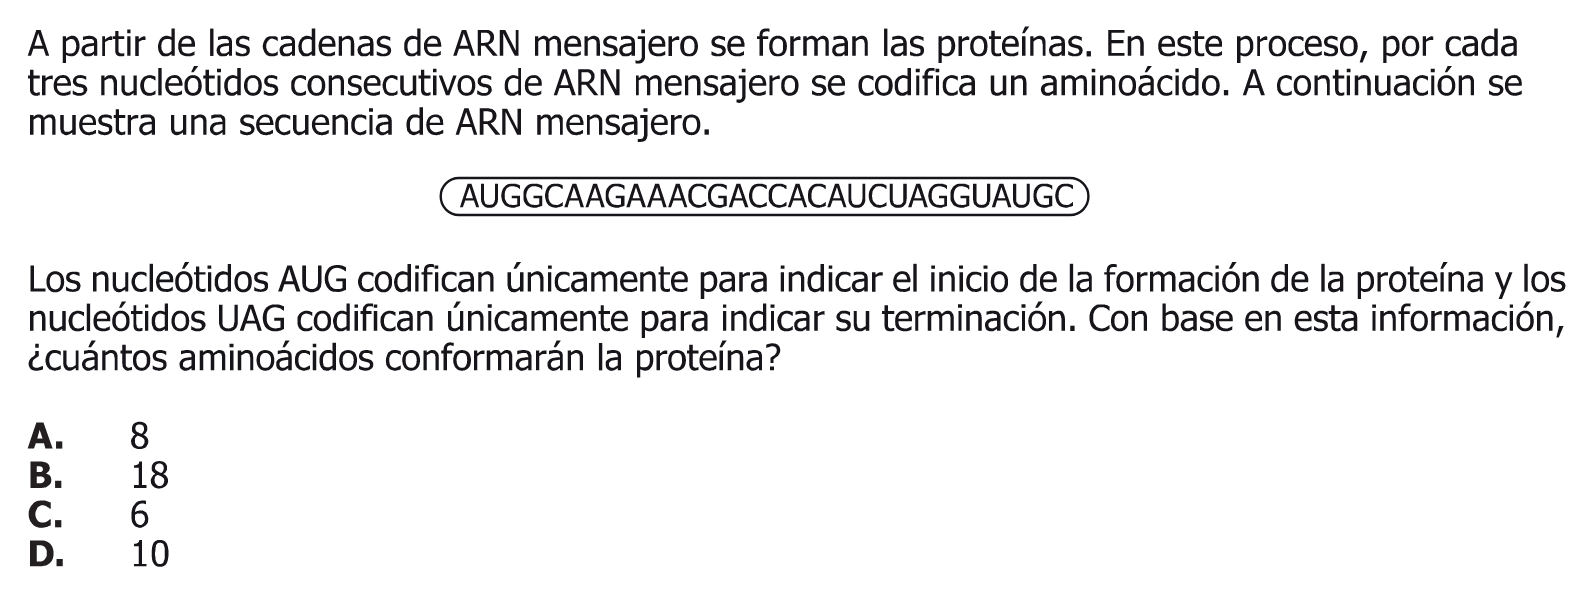 A partir de las cadenas de ARN mensajero se forman las proteínas. En este proceso, por cada
tres nucleótidos consecutivos de ARN mensajero se codifica un aminoácido. A continuación se
muestra una secuencia de ARN mensajero.
AUGGCAAGAAACGACCACAUCUAGGUAUGC
Los nucleótidos AUG codifican únicamente para indicar el inicio de la formación de la proteína y los
nucleótidos UAG codifican únicamente para indicar su terminación. Con base en esta información,
¿cuántos aminoácidos conformarán la proteína?
A. 8
B. 18
C. 6
D. 10